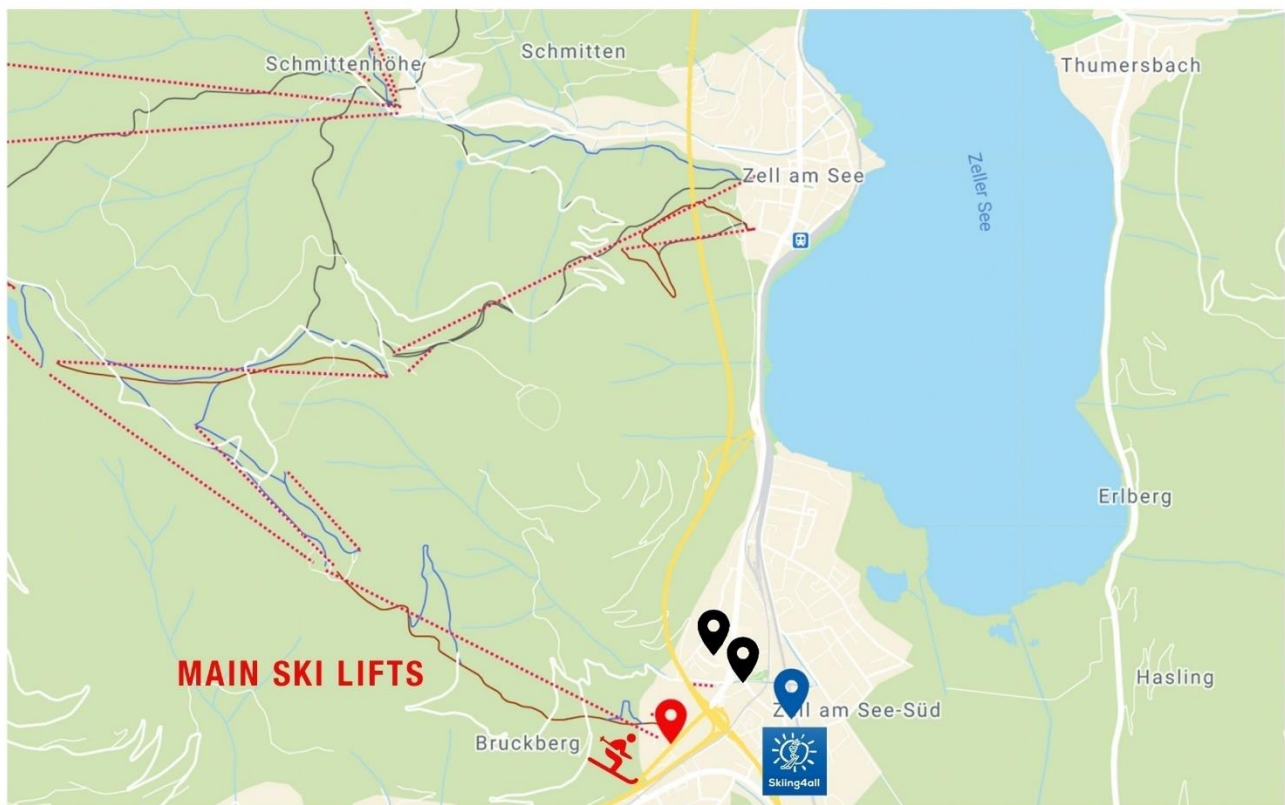 Schmittenhöhe
Schmitten
Thumersbach
Zell am See
Zeller See
Erlberg
MAIN SKI LIFTS
Hasling
Zell am See-Süd
Bruckberg
Skiing4all